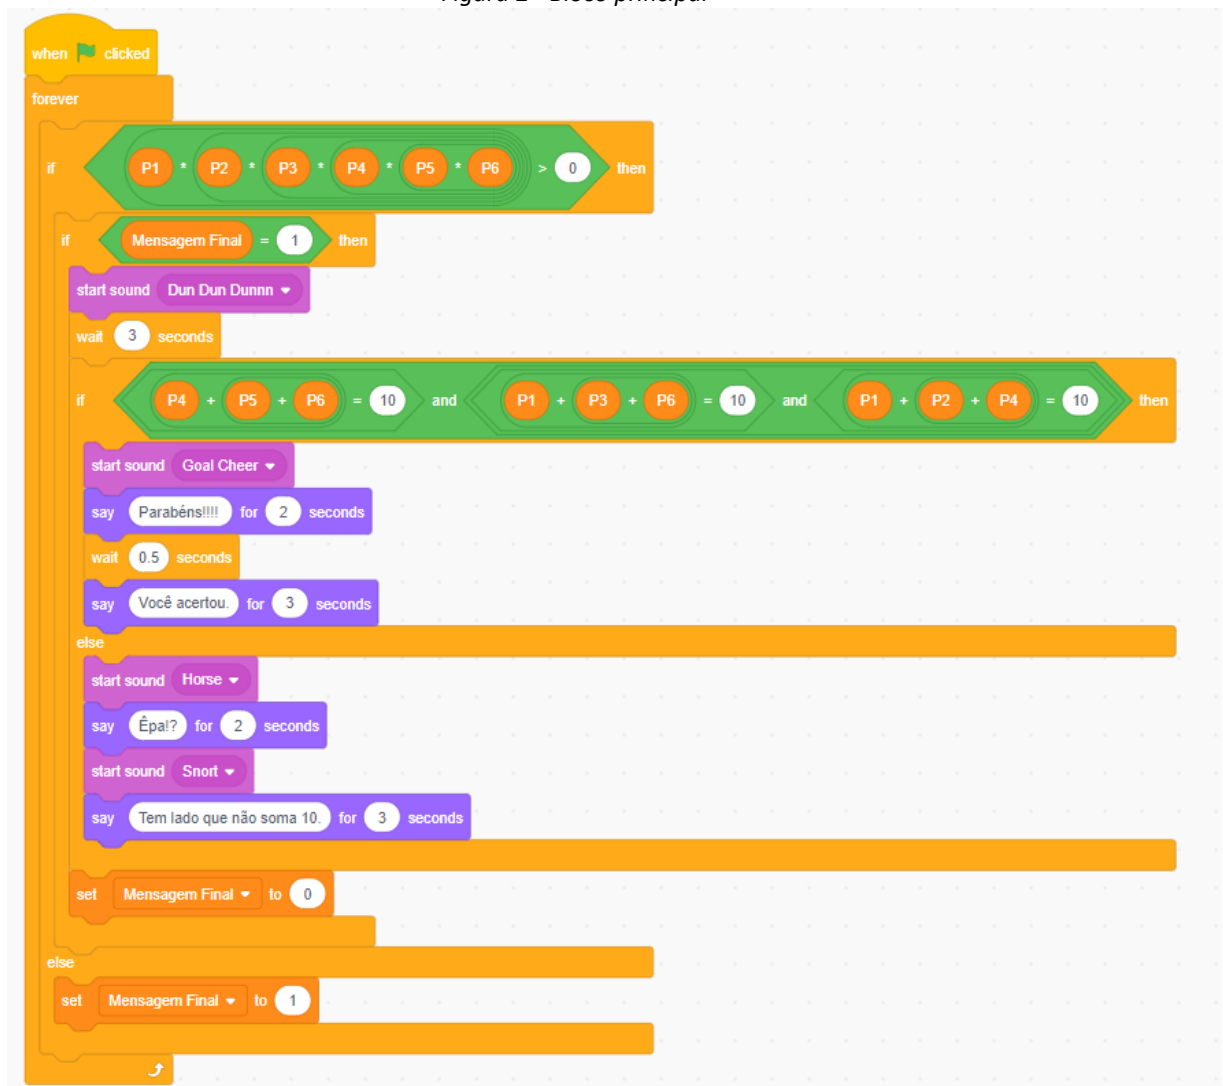 when clicked
forever
if P1 * P2 * P3 * P4 * P5 * P6 > 0 then
if Mensagem Final = 1 then
start sound Dun Dun Dunnn
wait 3 seconds
if P4 + P5 + P6 = 10 and P1 + P3 + P6 = 10 and P1 + P2 + P4 = 10 then
start sound Goal Cheer
say Parabéns!!!! for 2 seconds
wait 0.5 seconds
say Você acertou. for 3 seconds
else
start sound Horse
say Êpa!? for 2 seconds
start sound Snort
say Tem lado que não soma 10. for 3 seconds
set Mensagem Final to 0
else
set Mensagem Final to 1